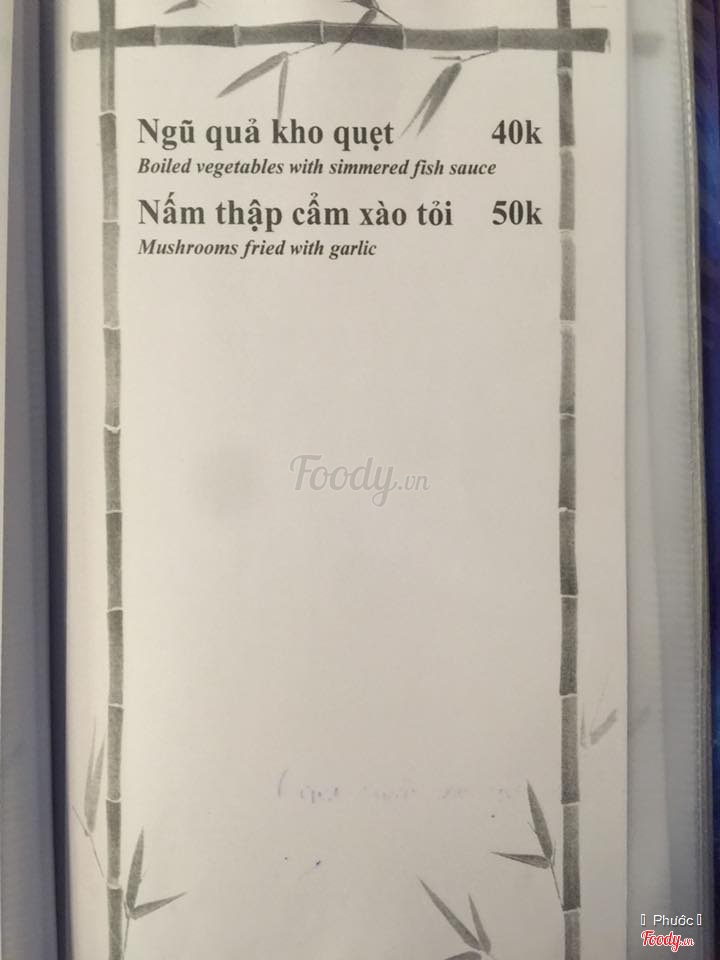 Ngũ quả kho quẹt 40k
Boiled vegetables with simmered fish sauce
Nấm thập cẩm xào tỏi 50k
Mushrooms fried with garlic
Foody.vn
Phước
Foody.vn